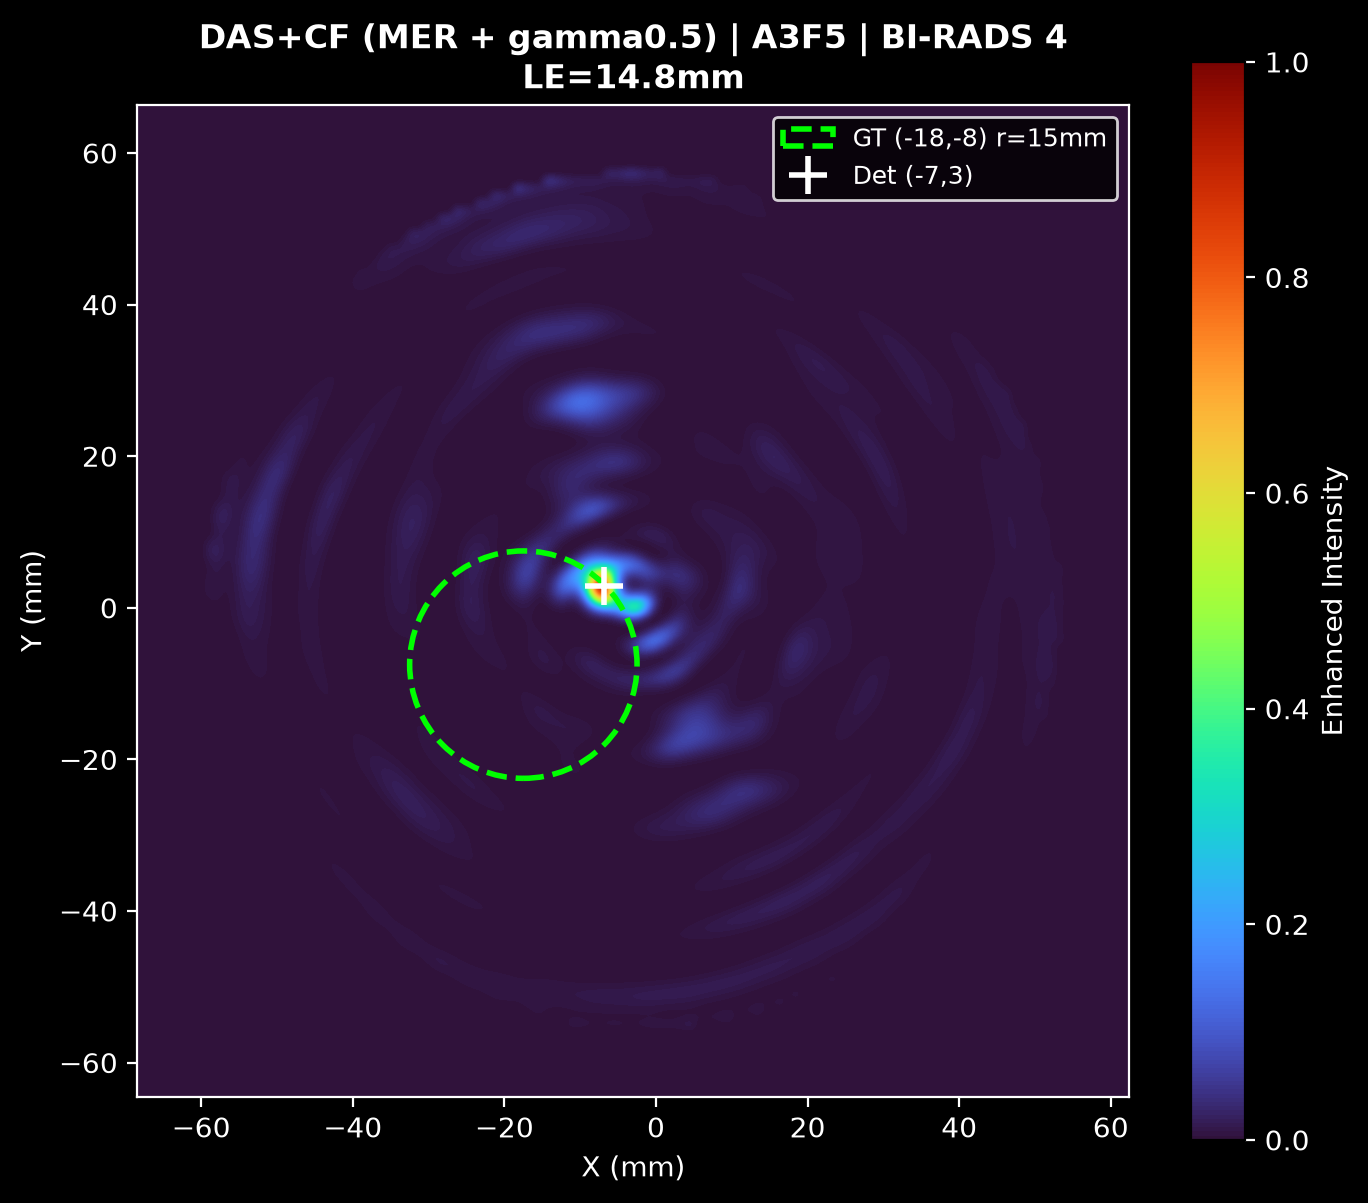 DAS+CF (MER + gamma0.5) | A3F5 | BI-RADS 4
LE=14.8mm
GT (-18,-8) r=15mm
Det (-7,3)
60
40
20
0
−20
−40
−60
Y (mm)
−60
−40
−20
0
20
40
60
X (mm)
1.0
0.8
0.6
0.4
0.2
0.0
Enhanced Intensity